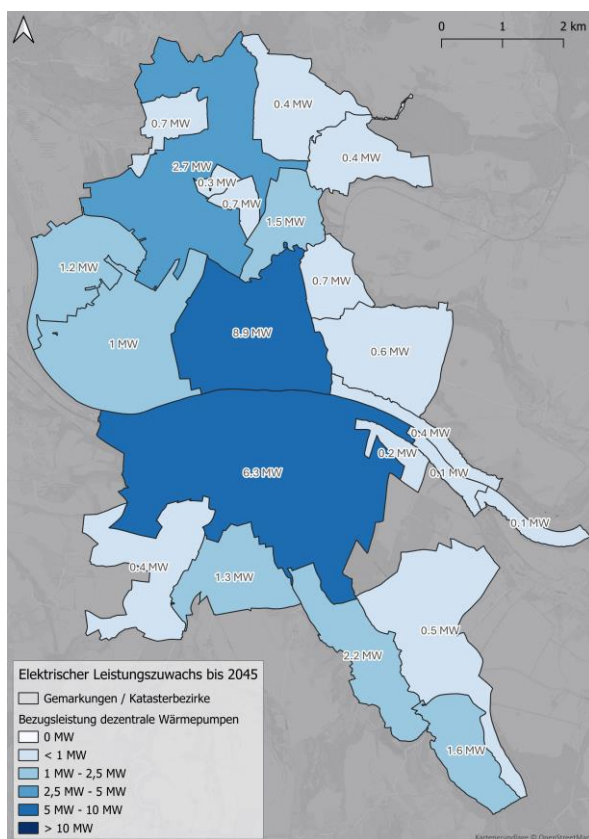 0 1 2 km
0.4 MW
0.7 MW
0.4 MW
2.7 MW
0.3 MW
0.7 MW
1.5 MW
1.2 MW
0.7 MW
8.9 MW
1 MW
0.6 MW
0.4 MW
0.2 MW
6.3 MW
0.1 MW
0.1 MW
0.4 MW
1.3 MW
0.5 MW
2.2 MW
1.6 MW
Elektrischer Leistungszuwachs bis 2045
Gemarkungen / Katasterbezirke
Bezugsleistung dezentrale Wärmepumpen
0 MW
< 1 MW
1 MW - 2,5 MW
2,5 MW - 5 MW
5 MW - 10 MW
> 10 MW
Kartengrundlage © OpenStreetMap